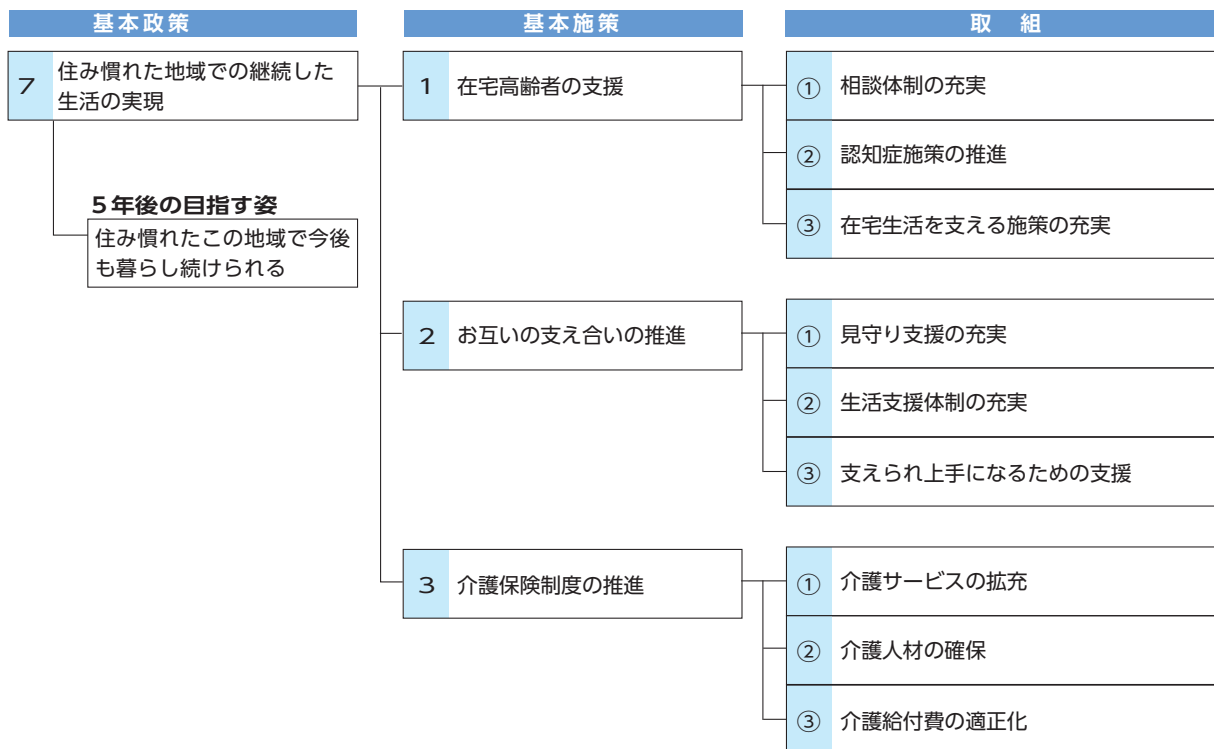 基本政策
基本施策
取 組
7 住み慣れた地域での継続した
生活の実現
5年後の目指す姿
住み慣れたこの地域で今後
も暮らし続けられる
1 在宅高齢者の支援
① 相談体制の充実
② 認知症施策の推進
③ 在宅生活を支える施策の充実
2 お互いの支え合いの推進
① 見守り支援の充実
② 生活支援体制の充実
③ 支えられ上手になるための支援
3 介護保険制度の推進
① 介護サービスの拡充
② 介護人材の確保
③ 介護給付費の適正化